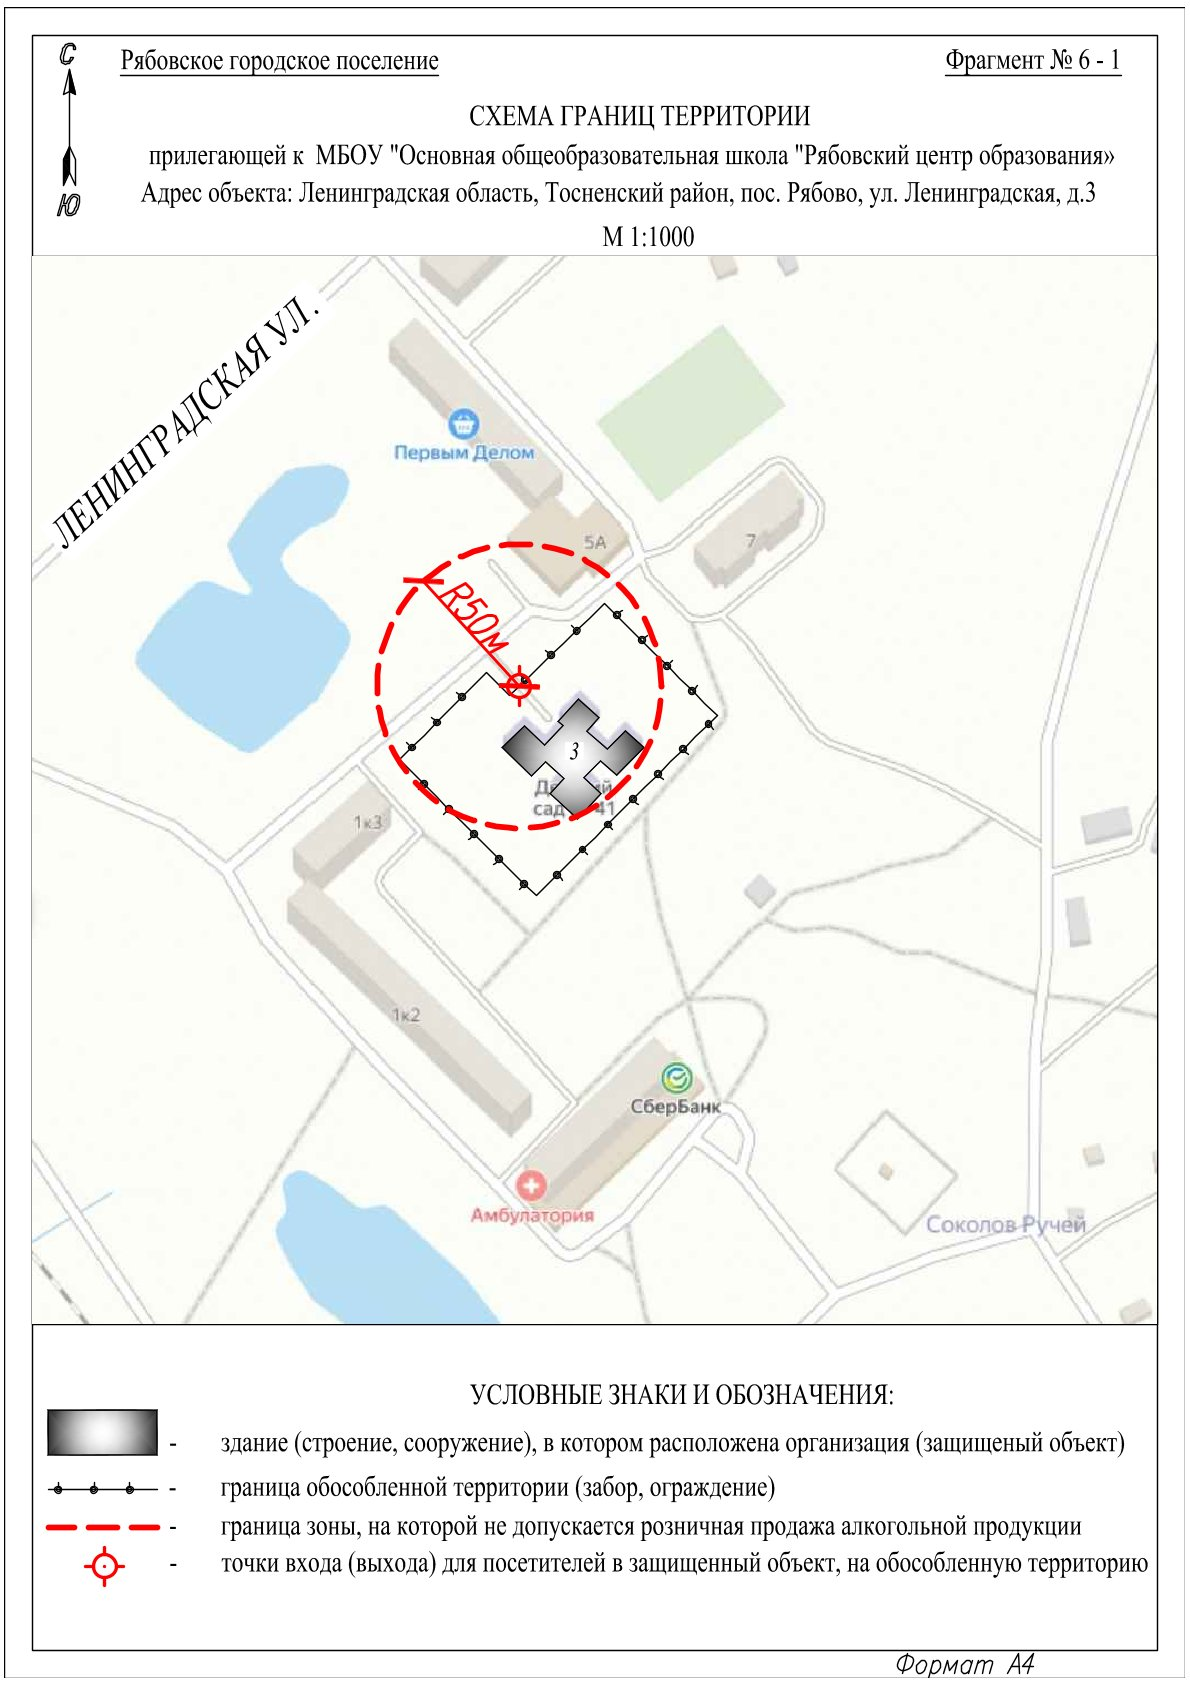 С
Ю
Рябовское городское поселение
Фрагмент № 6 - 1
СХЕМА ГРАНИЦ ТЕРРИТОРИИ
прилегающей к МБОУ "Основная общеобразовательная школа "Рябовский центр образования»
Адрес объекта: Ленинградская область, Тосненский район, пос. Рябово, ул. Ленинградская, д.3
М 1:1000
ЛЕНИНГРАДСКАЯ УЛ.
Первым Делом
5А
7
R50м
3
сад
41
1к3
1к2
СберБанк
Амбулатория
Соколов Ручей
УСЛОВНЫЕ ЗНАКИ И ОБОЗНАЧЕНИЯ:
- здание (строение, сооружение), в котором расположена организация (защищеный объект)
- граница обособленной территории (забор, ограждение)
- граница зоны, на которой не допускается розничная продажа алкогольной продукции
- точки входа (выхода) для посетителей в защищенный объект, на обособленную территорию
Формат А4